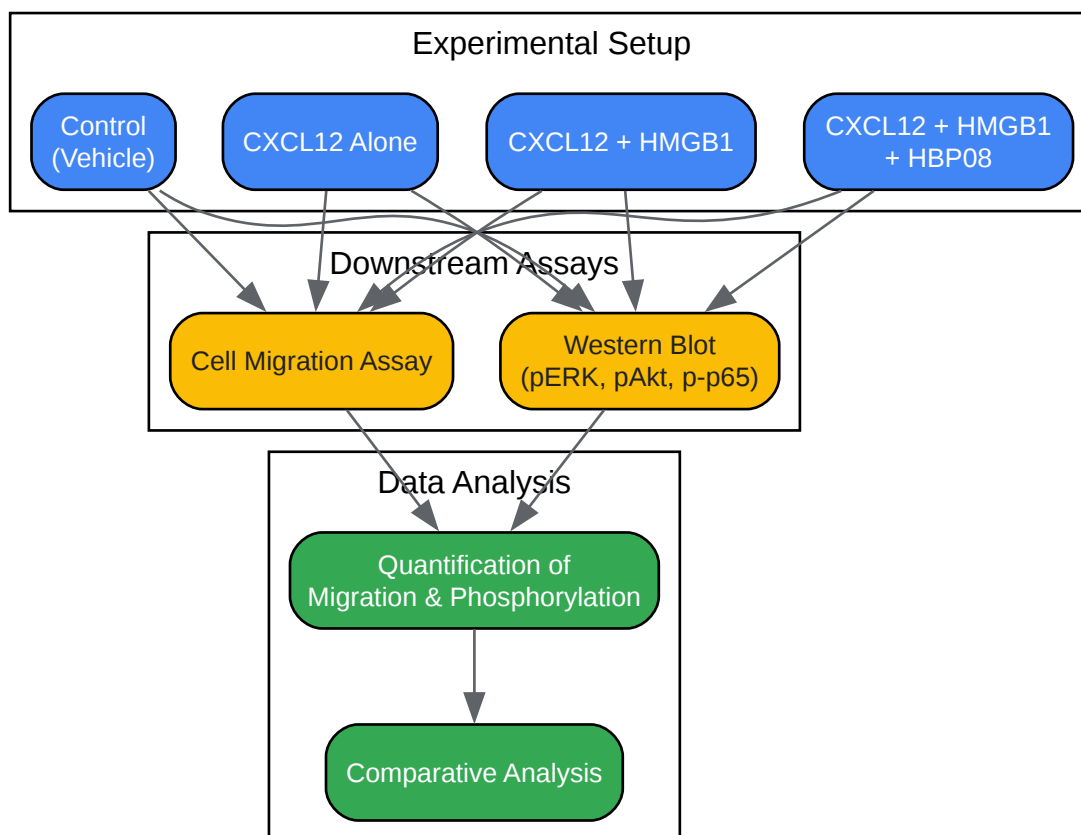 Experimental Setup
Control
(Vehicle)
CXCL12 Alone
CXCL12 + HMGB1
CXCL12 + HMGB1
+ HBP08
Downstream Assays
Cell Migration Assay
Western Blot
(pERK, pAkt, p-p65)
Data Analysis
Quantification of
Migration & Phosphorylation
Comparative Analysis